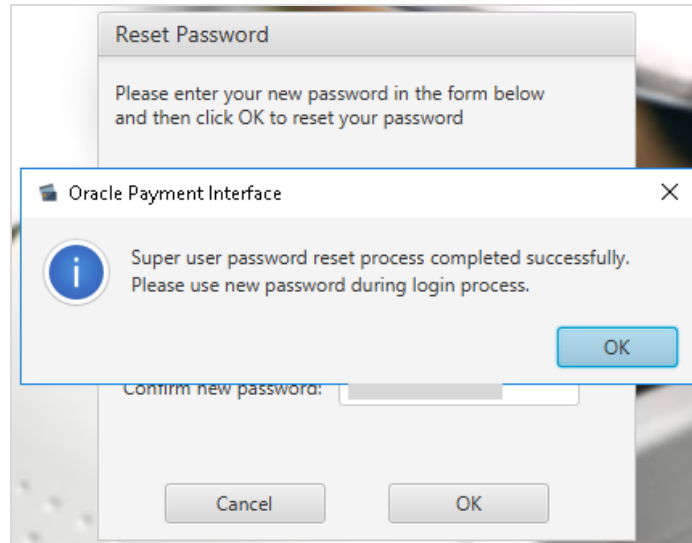 Reset Password
Please enter your new password in the form below
and then click OK to reset your password
Oracle Payment Interface
Super user password reset process completed successfully.
Please use new password during login process.
OK
Confirm new password:
Cancel
OK